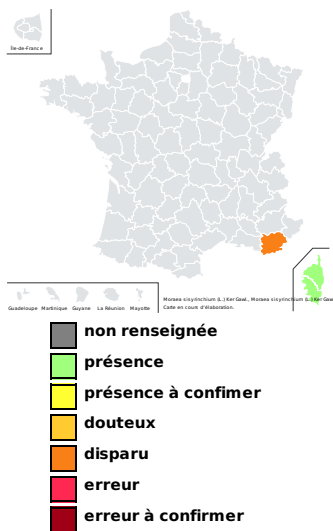 Île-de-France
Guadeloupe Martinique Guyane La Réunion Mayotte
Moraea sisyrinchium (L.) Ker Gawl., Moraea sisyrinchium (L.) Ker Gawl
Carte en cours d'élaboration.
non renseignée
présence
présence à confimer
douteux
disparu
erreur
erreur à confirmer